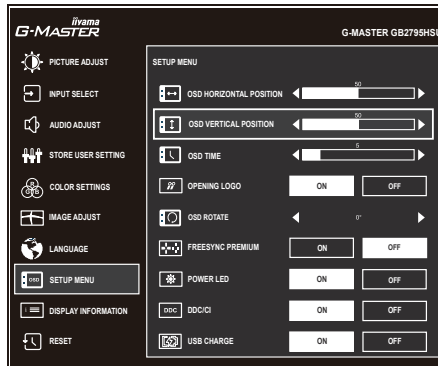 iiyama
G-MASTER
G-MASTER GB2795HSU
PICTURE ADJUST
INPUT SELECT
AUDIO ADJUST
STORE USER SETTING
COLOR SETTINGS
R
G B
IMAGE ADJUST
LANGUAGE
OSD
SETUP MENU
DISPLAY INFORMATION
RESET
SETUP MENU
OSD HORIZONTAL POSITION
50
OSD VERTICAL POSITION
50
OSD TIME
5
OPENING LOGO
ON
OFF
OSD ROTATE
0°
FREESYNC PREMIUM
ON
OFF
POWER LED
ON
OFF
DDC
DDC/CI
ON
OFF
USB CHARGE
ON
OFF